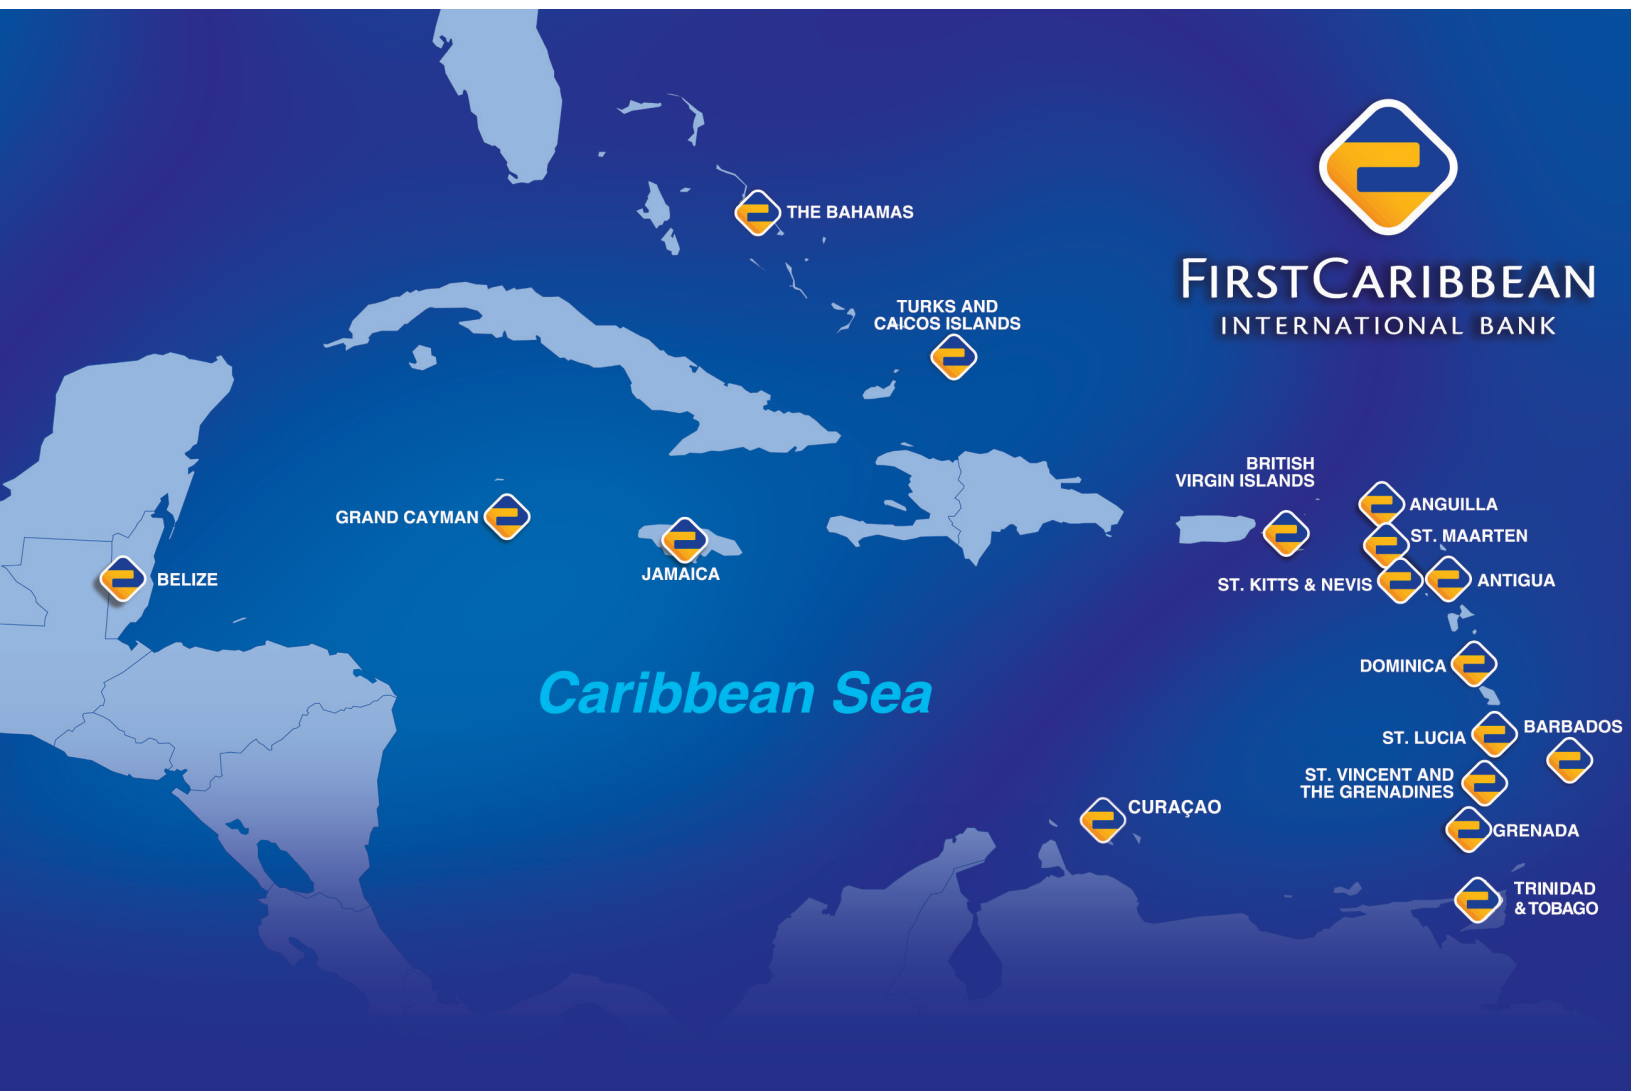 THE BAHAMAS
FIRSTCARIBBEAN
INTERNATIONAL BANK
TURKS AND
CAICOS ISLANDS
BRITISH
VIRGIN ISLANDS
ANGUILLA
GRAND CAYMAN
ST. MAARTEN
JAMAICA
BELIZE
ST. KITTS & NEVIS
ANTIGUA
DOMINICA
Caribbean Sea
BARBADOS
ST. LUCIA
ST. VINCENT AND
THE GRENADINES
CURAÇAO
GRENADA
TRINIDAD
& TOBAGO